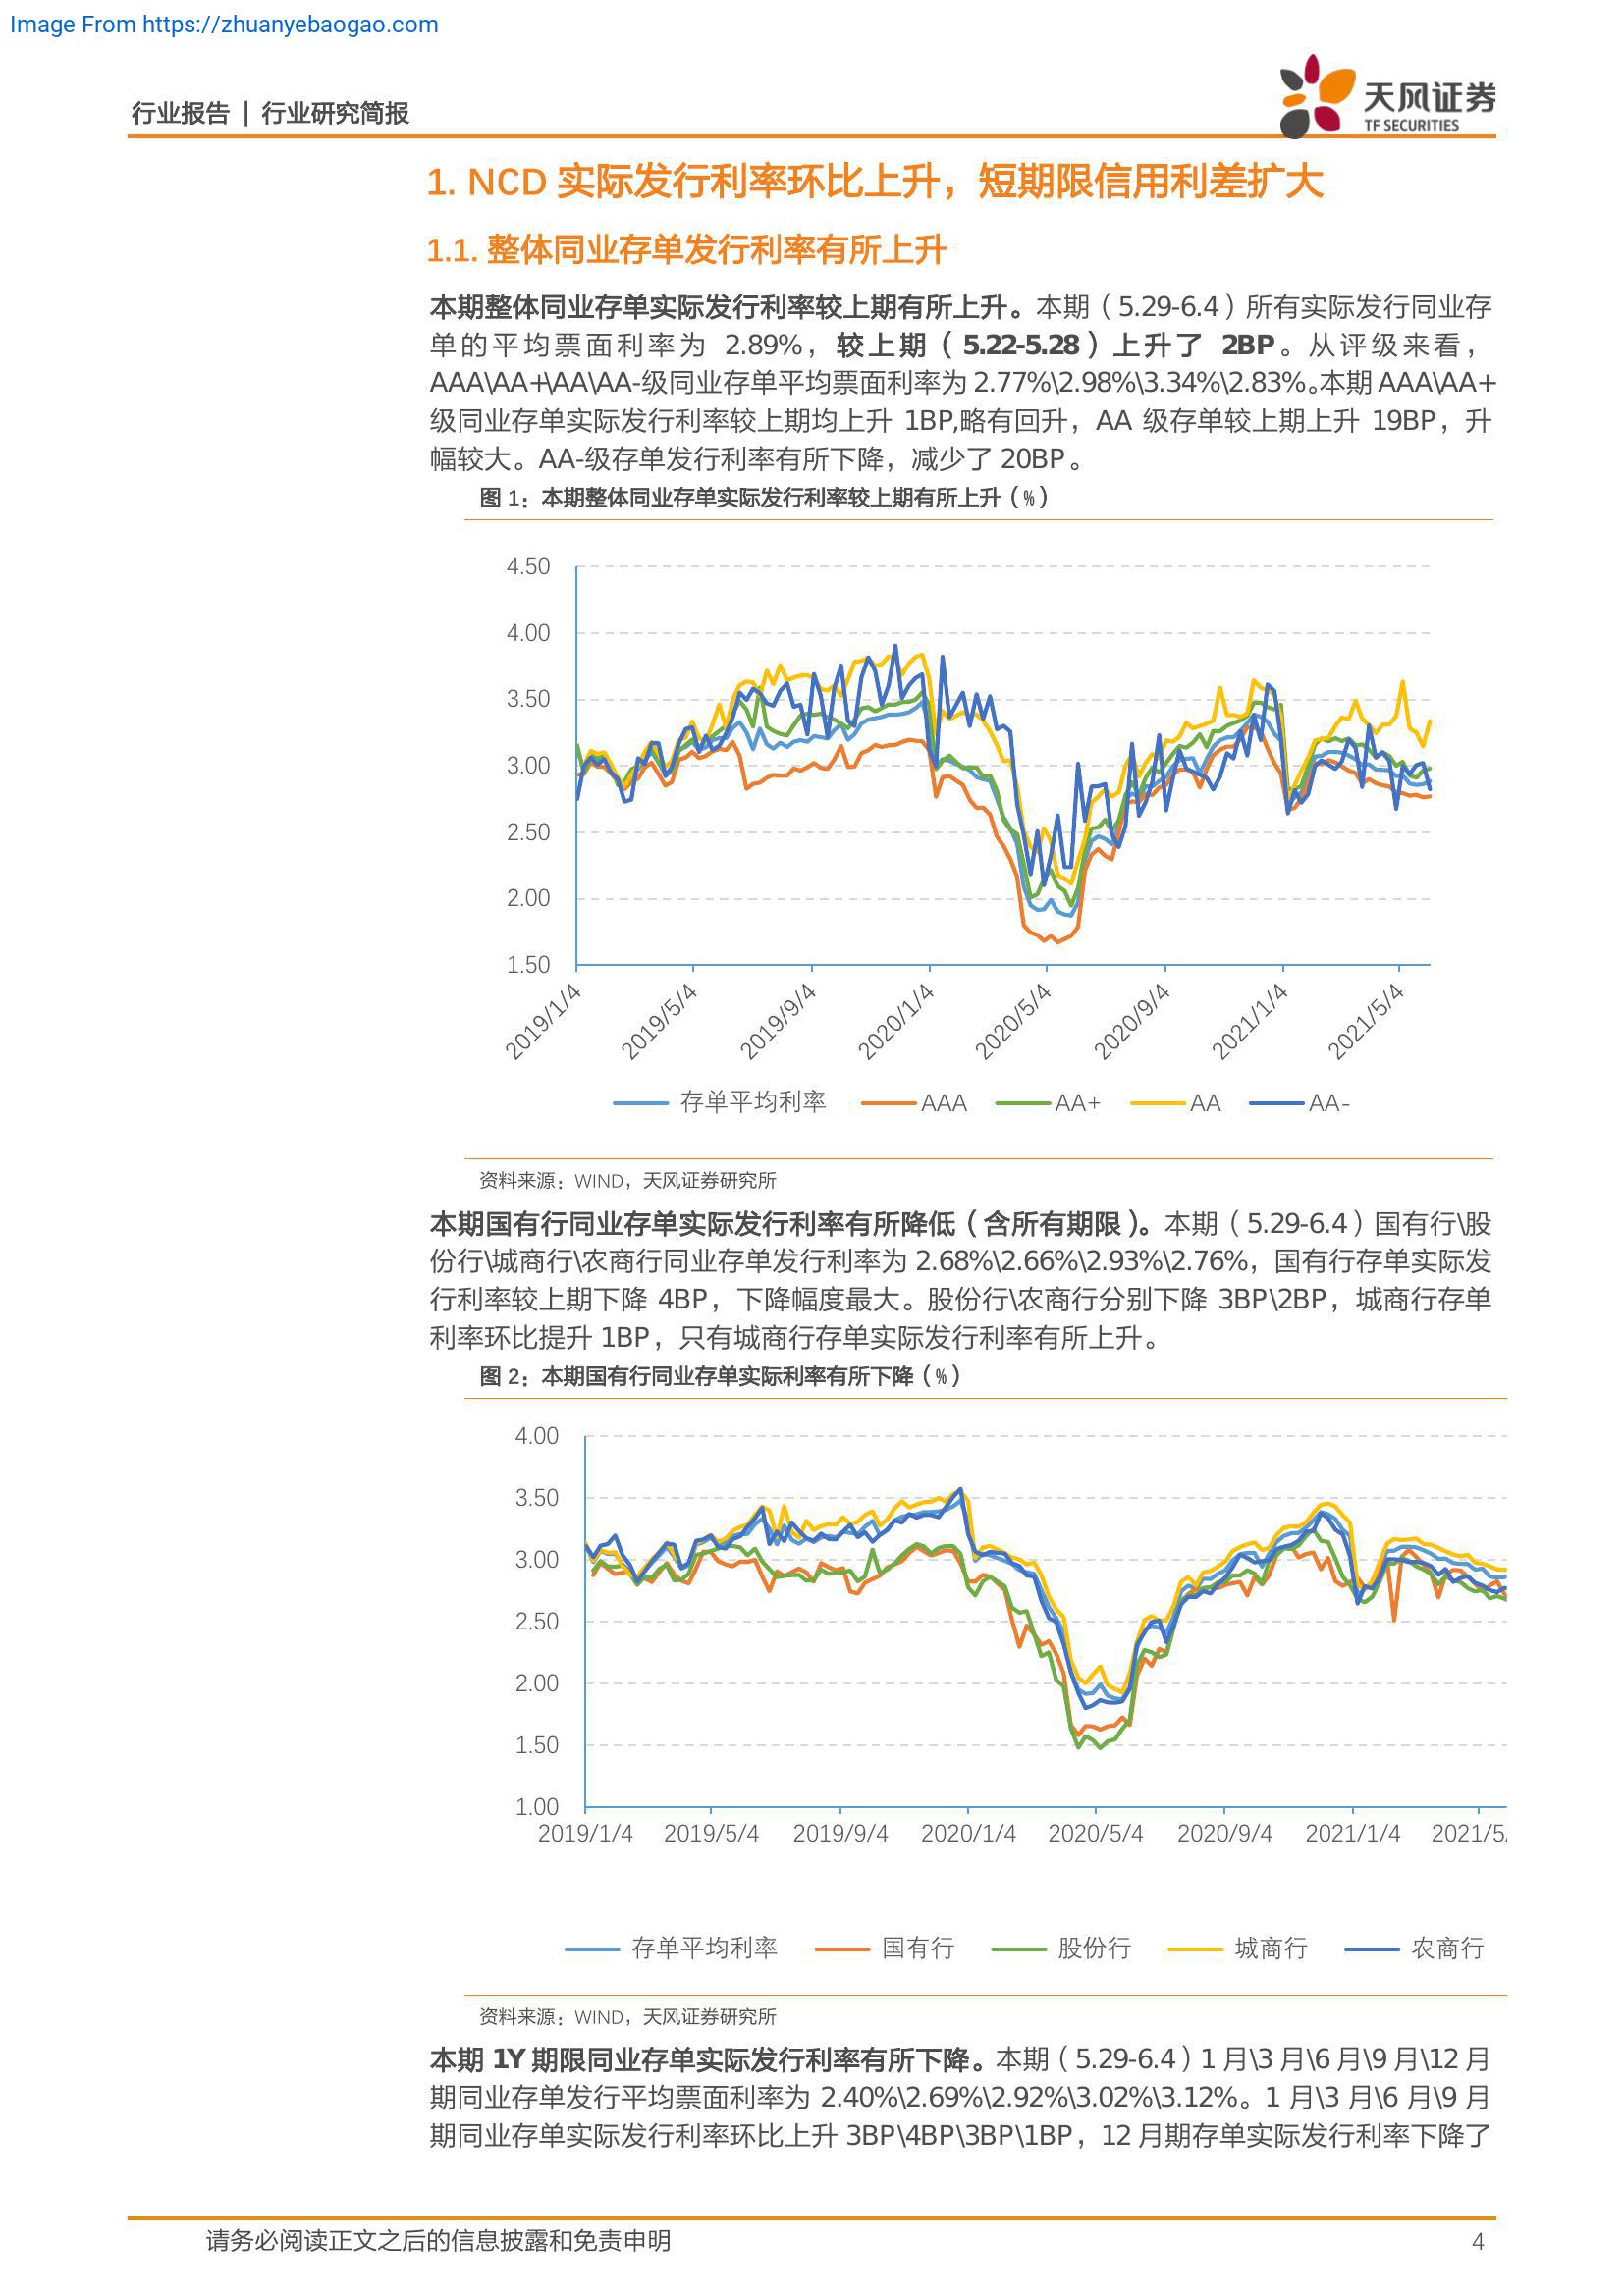 Image From https://zhuanyebaogao.com
行业报告 | 行业研究简报
天风证券
TF SECURITIES
1. NCD 实际发行利率环比上升，短期限信用利差扩大
1.1. 整体同业存单发行利率有所上升
本期整体同业存单实际发行利率较上期有所上升。本期（5.29-6.4）所有实际发行同业存
单的平均票面利率为 2.89%，较上期（5.22-5.28）上升了 2BP。从评级来看，
AAA\AA+\AA\AA-级同业存单平均票面利率为 2.77%\2.98%\3.34%\2.83%。本期 AAA\AA+
级同业存单实际发行利率较上期均上升 1BP,略有回升，AA 级存单较上期上升 19BP，升
幅较大。AA-级存单发行利率有所下降，减少了 20BP。
图 1：本期整体同业存单实际发行利率较上期有所上升（%）
4.50
4.00
3.50
3.00
2.50
2.00
1.50
2019/1/4 2019/5/4 2019/9/4 2020/1/4 2020/5/4 2020/9/4 2021/1/4 2021/5/4
存单平均利率 AAA AA+ AA AA-
资料来源：WIND，天风证券研究所
本期国有行同业存单实际发行利率有所降低（含所有期限）。本期（5.29-6.4）国有行\股
份行\城商行\农商行同业存单发行利率为 2.68%\2.66%\2.93%\2.76%，国有行存单实际发
行利率较上期下降 4BP，下降幅度最大。股份行\农商行分别下降 3BP\2BP，城商行存单
利率环比提升 1BP，只有城商行存单实际发行利率有所上升。
图 2：本期国有行同业存单实际利率有所下降（%）
4.00
3.50
3.00
2.50
2.00
1.50
1.00
2019/1/4 2019/5/4 2019/9/4 2020/1/4 2020/5/4 2020/9/4 2021/1/4 2021/5/
存单平均利率 国有行 股份行 城商行 农商行
资料来源：WIND，天风证券研究所
本期 1Y 期限同业存单实际发行利率有所下降。本期（5.29-6.4）1 月\3 月\6 月\9 月\12 月
期同业存单发行平均票面利率为 2.40%\2.69%\2.92%\3.02%\3.12%。1 月\3 月\6 月\9 月
期同业存单实际发行利率环比上升 3BP\4BP\3BP\1BP，12 月期存单实际发行利率下降了
请务必阅读正文之后的信息披露和免责申明 4